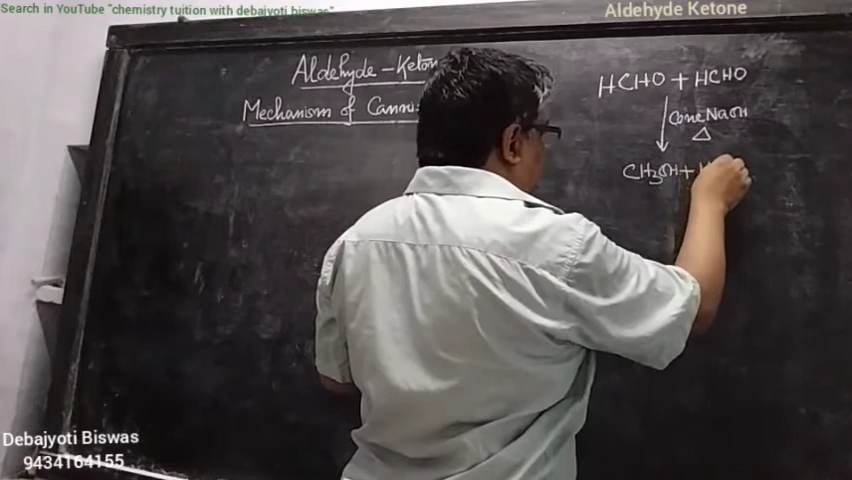 Search in YouTube "chemistry tuition with debajyoti biswas"
Aldehyde Ketone
Aldehyde - Keton
Mechanism of Canni
HCHO + HCHO
Conc NaOH
△
CH3OH + H
Debajyoti Biswas
9434164155